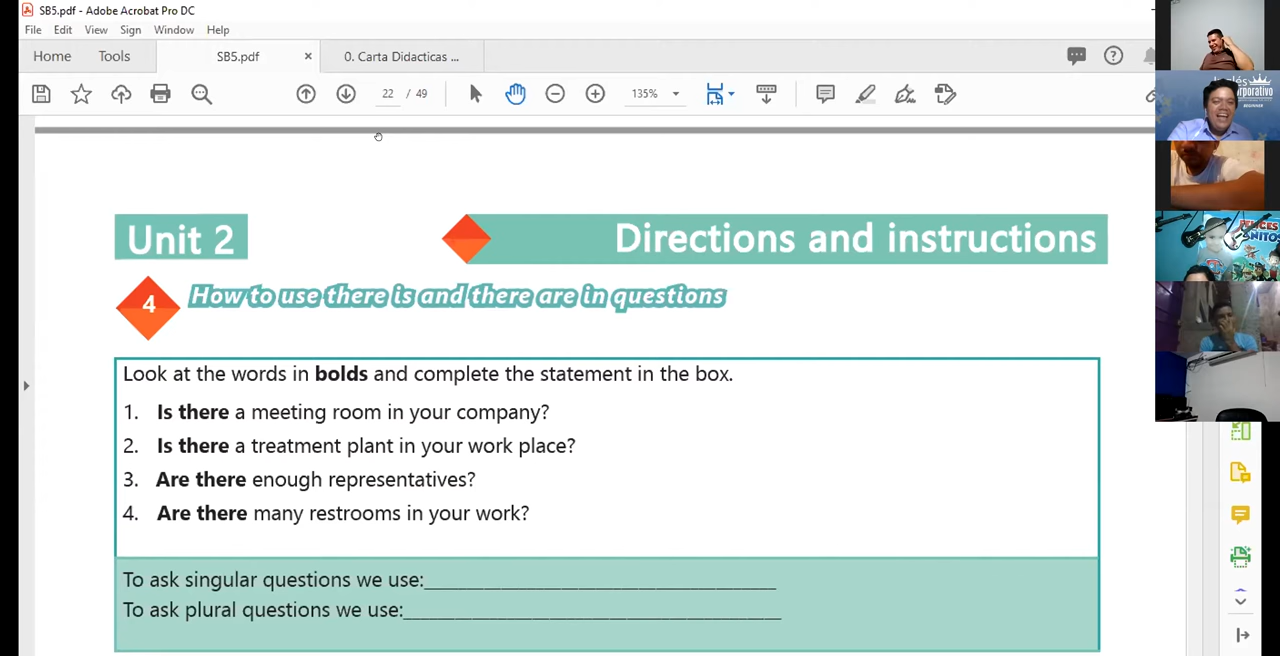 SB5.pdf - Adobe Acrobat Pro DC
File Edit View Sign Window Help
Home Tools SB5.pdf × 0. Carta Didacticas ...
22 / 49 135%
Inglés
Corporativo
BEGINNER
Unit 2 Directions and instructions
4 How to use there is and there are in questions
Look at the words in bolds and complete the statement in the box.
1. Is there a meeting room in your company?
2. Is there a treatment plant in your work place?
3. Are there enough representatives?
4. Are there many restrooms in your work?
To ask singular questions we use:
To ask plural questions we use: